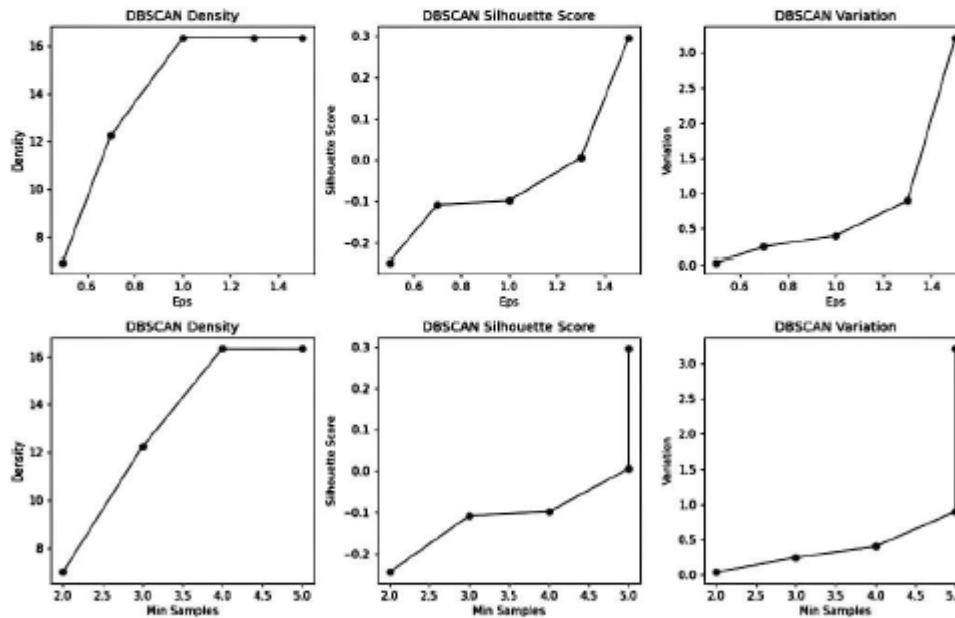 DBSCAN Density
DBSCAN Silhouette Score
DBSCAN Variation
Density
16
14
12
10
8
0.6 0.8 1.0 1.2 1.4
Eps
Silhouette Score
0.3
0.2
0.1
0.0
−0.1
−0.2
0.6 0.8 1.0 1.2 1.4
Eps
Variation
3.0
2.5
2.0
1.5
1.0
0.5
0.0
0.6 0.8 1.0 1.2 1.4
Eps
DBSCAN Density
DBSCAN Silhouette Score
DBSCAN Variation
Density
16
14
12
10
8
2.0 2.5 3.0 3.5 4.0 4.5 5.0
Min Samples
Silhouette Score
0.3
0.2
0.1
0.0
−0.1
−0.2
2.0 2.5 3.0 3.5 4.0 4.5 5.0
Min Samples
Variation
3.0
2.5
2.0
1.5
1.0
0.5
0.0
2.0 2.5 3.0 3.5 4.0 4.5 5.0
Min Samples